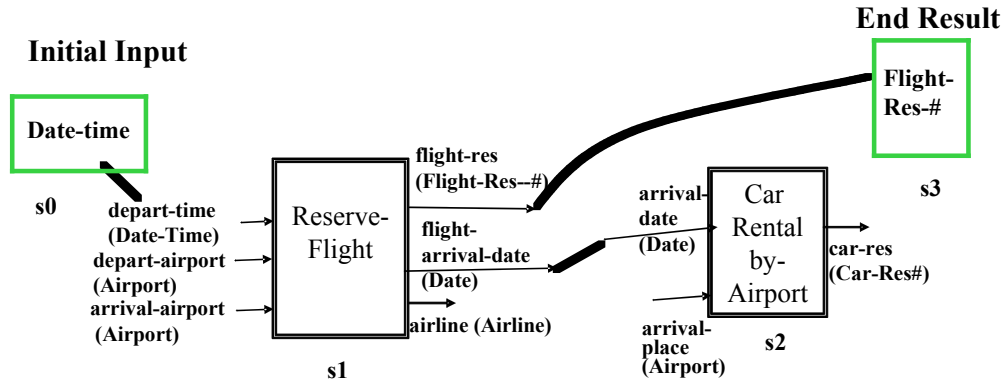 End Result
Initial Input
Flight-
Res-#
Date-time
s0
s3
flight-res
(Flight-Res--#)
Reserve-
Flight
depart-time
(Date-Time)
depart-airport
(Airport)
arrival-airport
(Airport)
flight-
arrival-date
(Date)
airline (Airline)
s1
arrival-
date
(Date)
Car
Rental
by-
Airport
car-res
(Car-Res#)
arrival-
place
(Airport)
s2